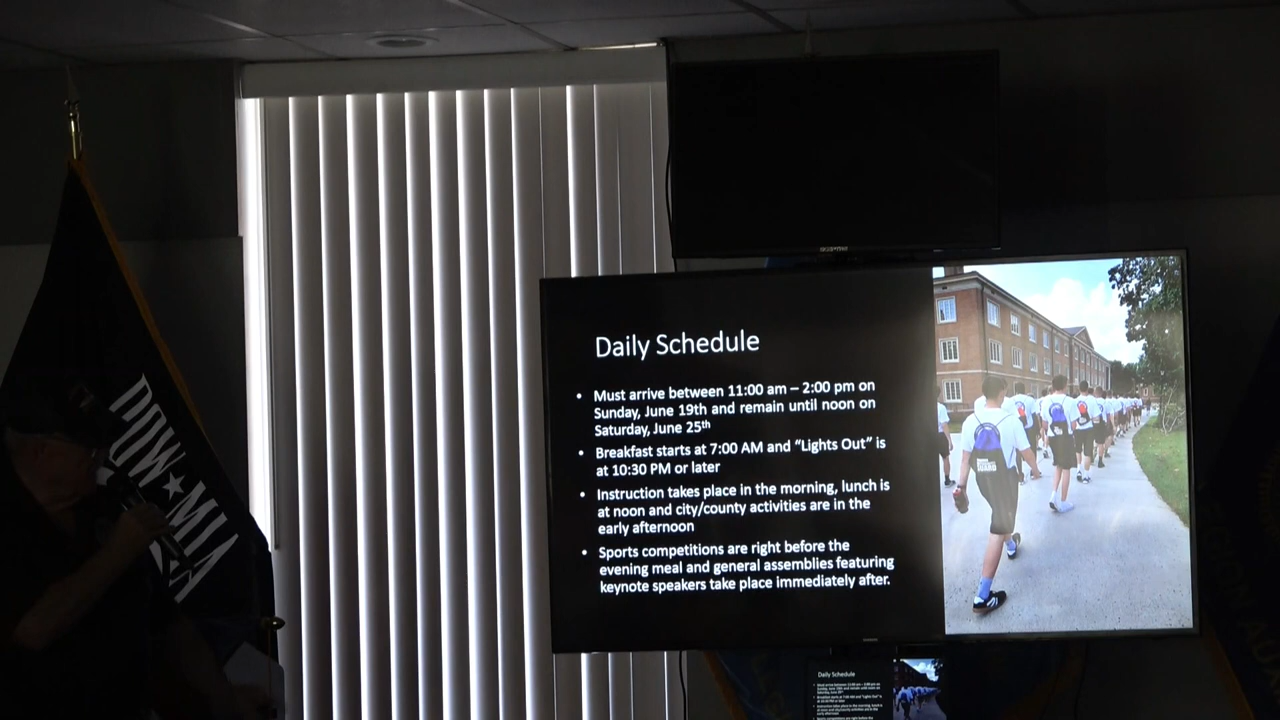 POW★MIA
Daily Schedule
• Must arrive between 11:00 am – 2:00 pm on
Sunday, June 19th and remain until noon on
Saturday, June 25th
• Breakfast starts at 7:00 AM and “Lights Out” is
at 10:30 PM or later
• Instruction takes place in the morning, lunch is
at noon and city/county activities are in the
early afternoon
• Sports competitions are right before the
evening meal and general assemblies featuring
keynote speakers take place immediately after.
GUARD
Daily Schedule